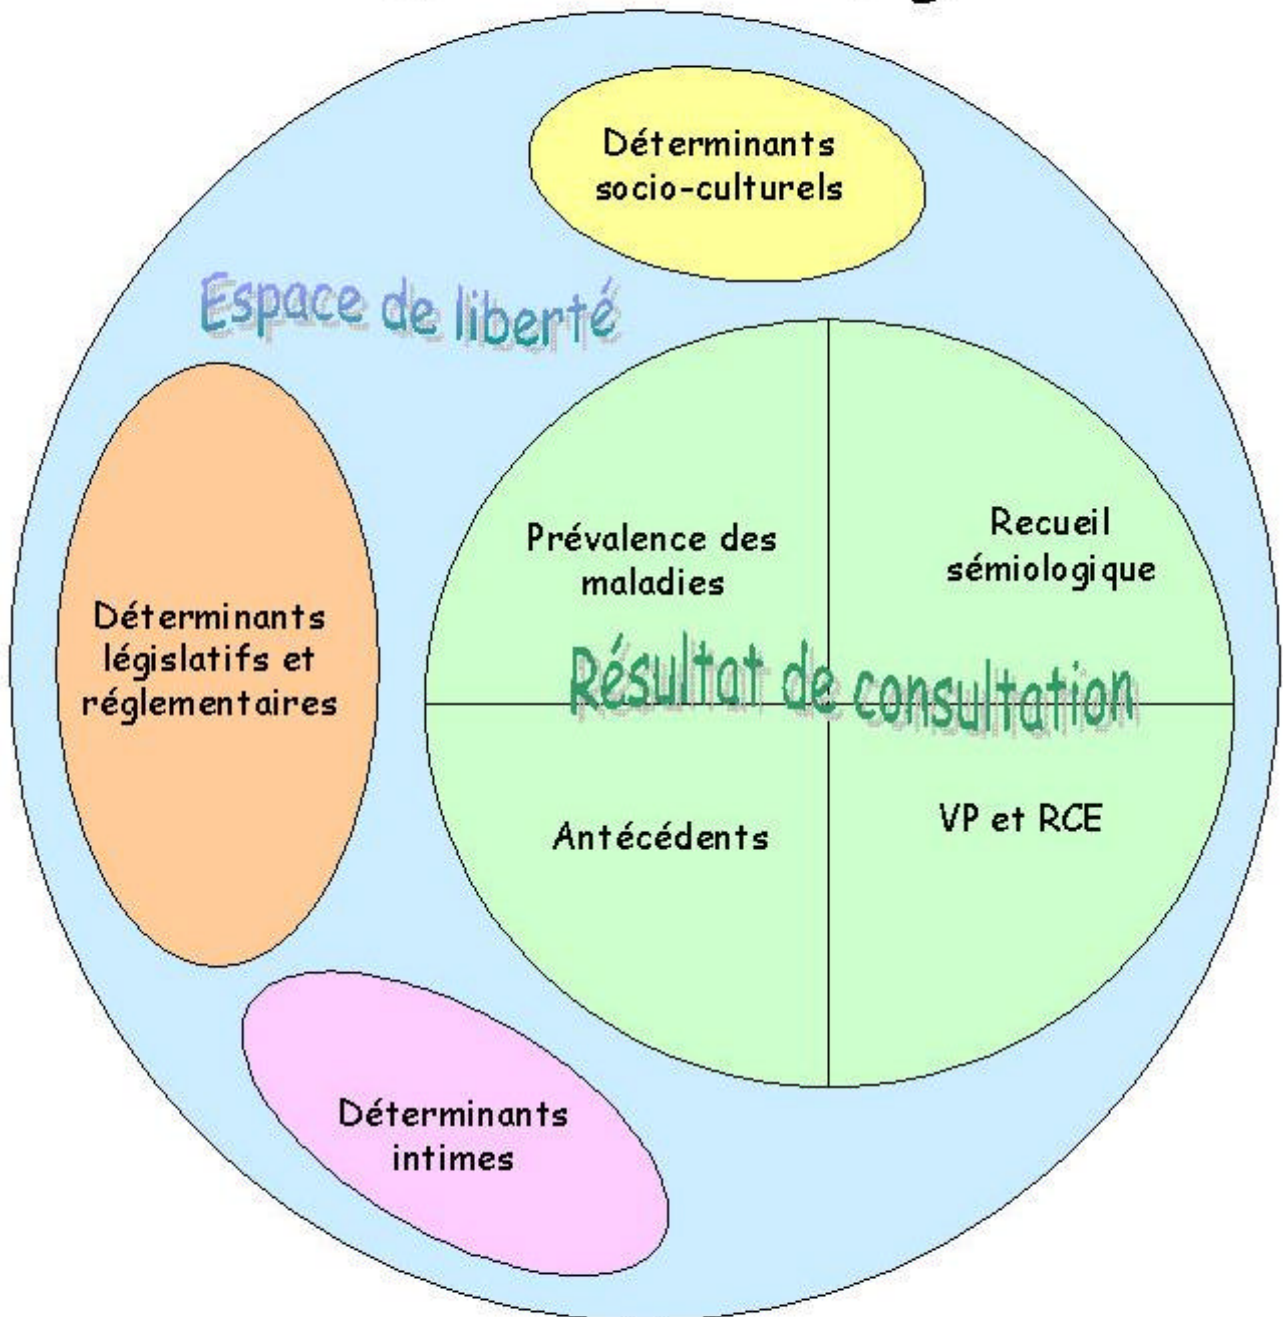 Déterminants
socio-culturels
Espace de liberté
Prévalence des
maladies
Recueil
sémiologique
Déterminants
législatifs et
réglementaires
Résultat de consultation
Antécédents
VP et RCE
Déterminants
intimes